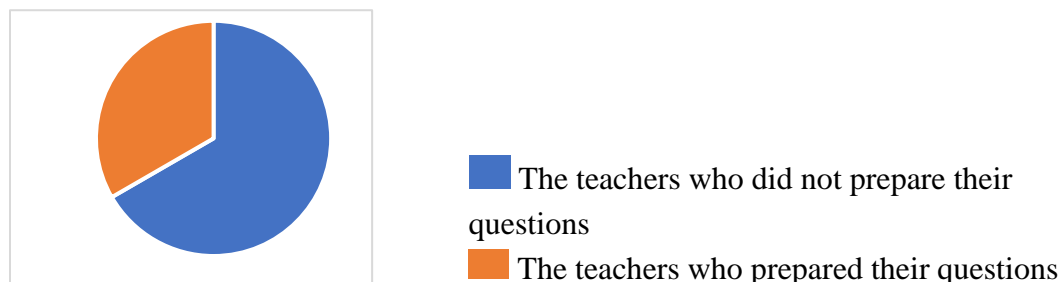 The teachers who did not prepare their
questions
The teachers who prepared their questions